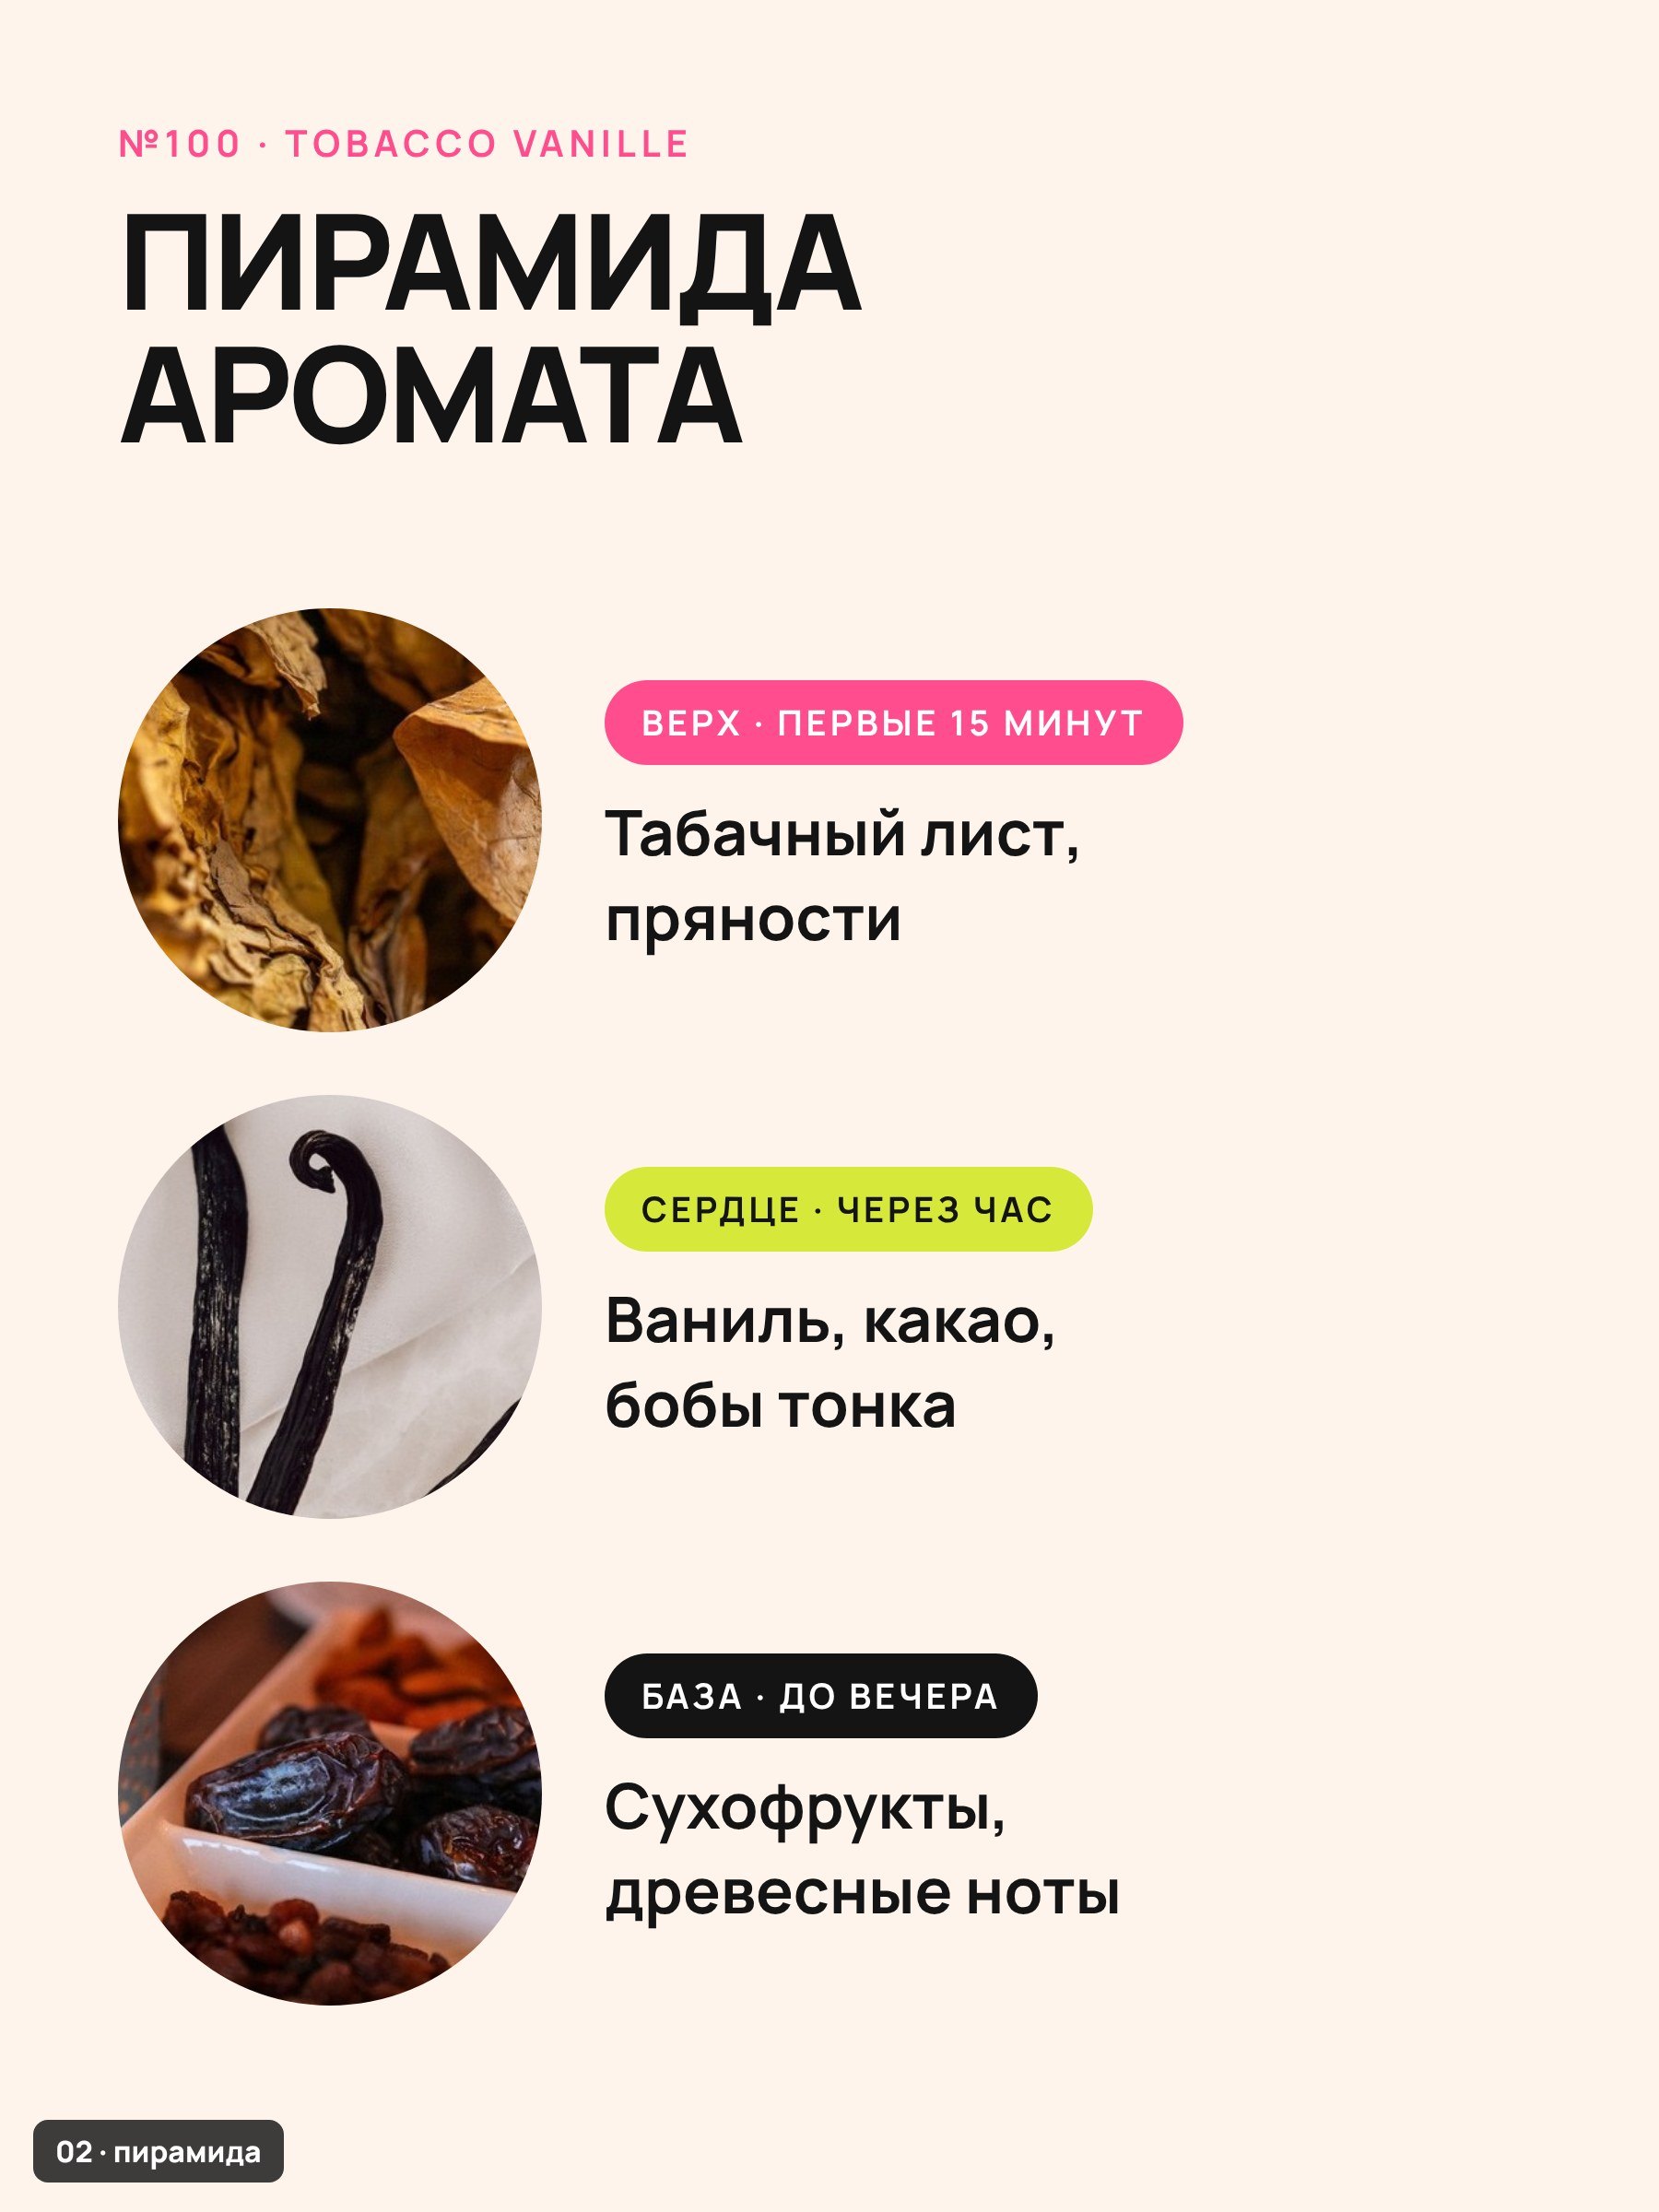 №100 · TOBACCO VANILLE
ПИРАМИДА
АРОМАТА
ВЕРХ · ПЕРВЫЕ 15 МИНУТ
Табачный лист,
пряности
СЕРДЦЕ · ЧЕРЕЗ ЧАС
Ваниль, какао,
бобы тонка
БАЗА · ДО ВЕЧЕРА
Сухофрукты,
древесные ноты
02 · пирамида